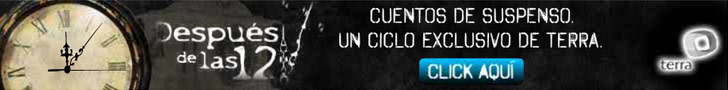 Después
de las 12
CUENTOS DE SUSPENSO.
UN CICLO EXCLUSIVO DE TERRA.
CLICK AQUÍ
terra